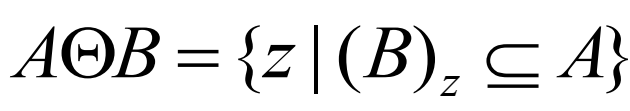 AΘB = {z | (B)_z ⊆ A}